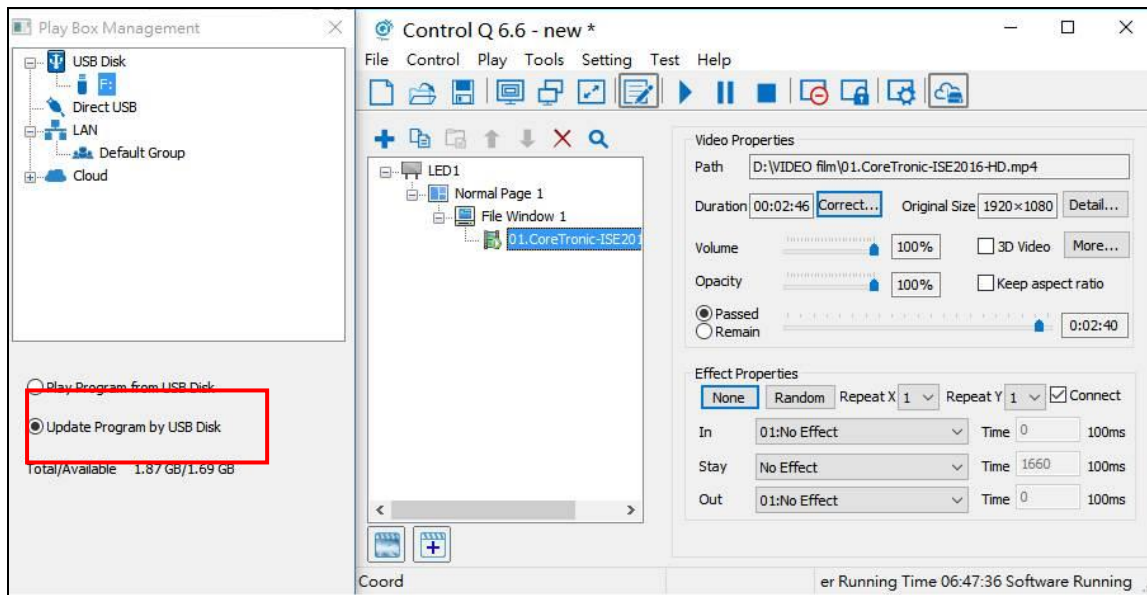 Play Box Management
USB Disk
F:
Direct USB
LAN
Default Group
Cloud
Play Program from USB Disk
Update Program by USB Disk
Total/Available 1.87 GB/1.69 GB
Control Q 6.6 - new *
File Control Play Tools Setting Test Help
LED1
Normal Page 1
File Window 1
01.CoreTronic-ISE201
Video Properties
Path D:\VIDEO film\01.CoreTronic-ISE2016-HD.mp4
Duration 00:02:46 Correct... Original Size 1920×1080 Detail...
Volume 100% 3D Video More...
Opacity 100% Keep aspect ratio
Passed
Remain 0:02:40
Effect Properties
None Random Repeat X 1 Repeat Y 1 Connect
In 01:No Effect Time 0 100ms
Stay No Effect Time 1660 100ms
Out 01:No Effect Time 0 100ms
Coord er Running Time 06:47:36 Software Running